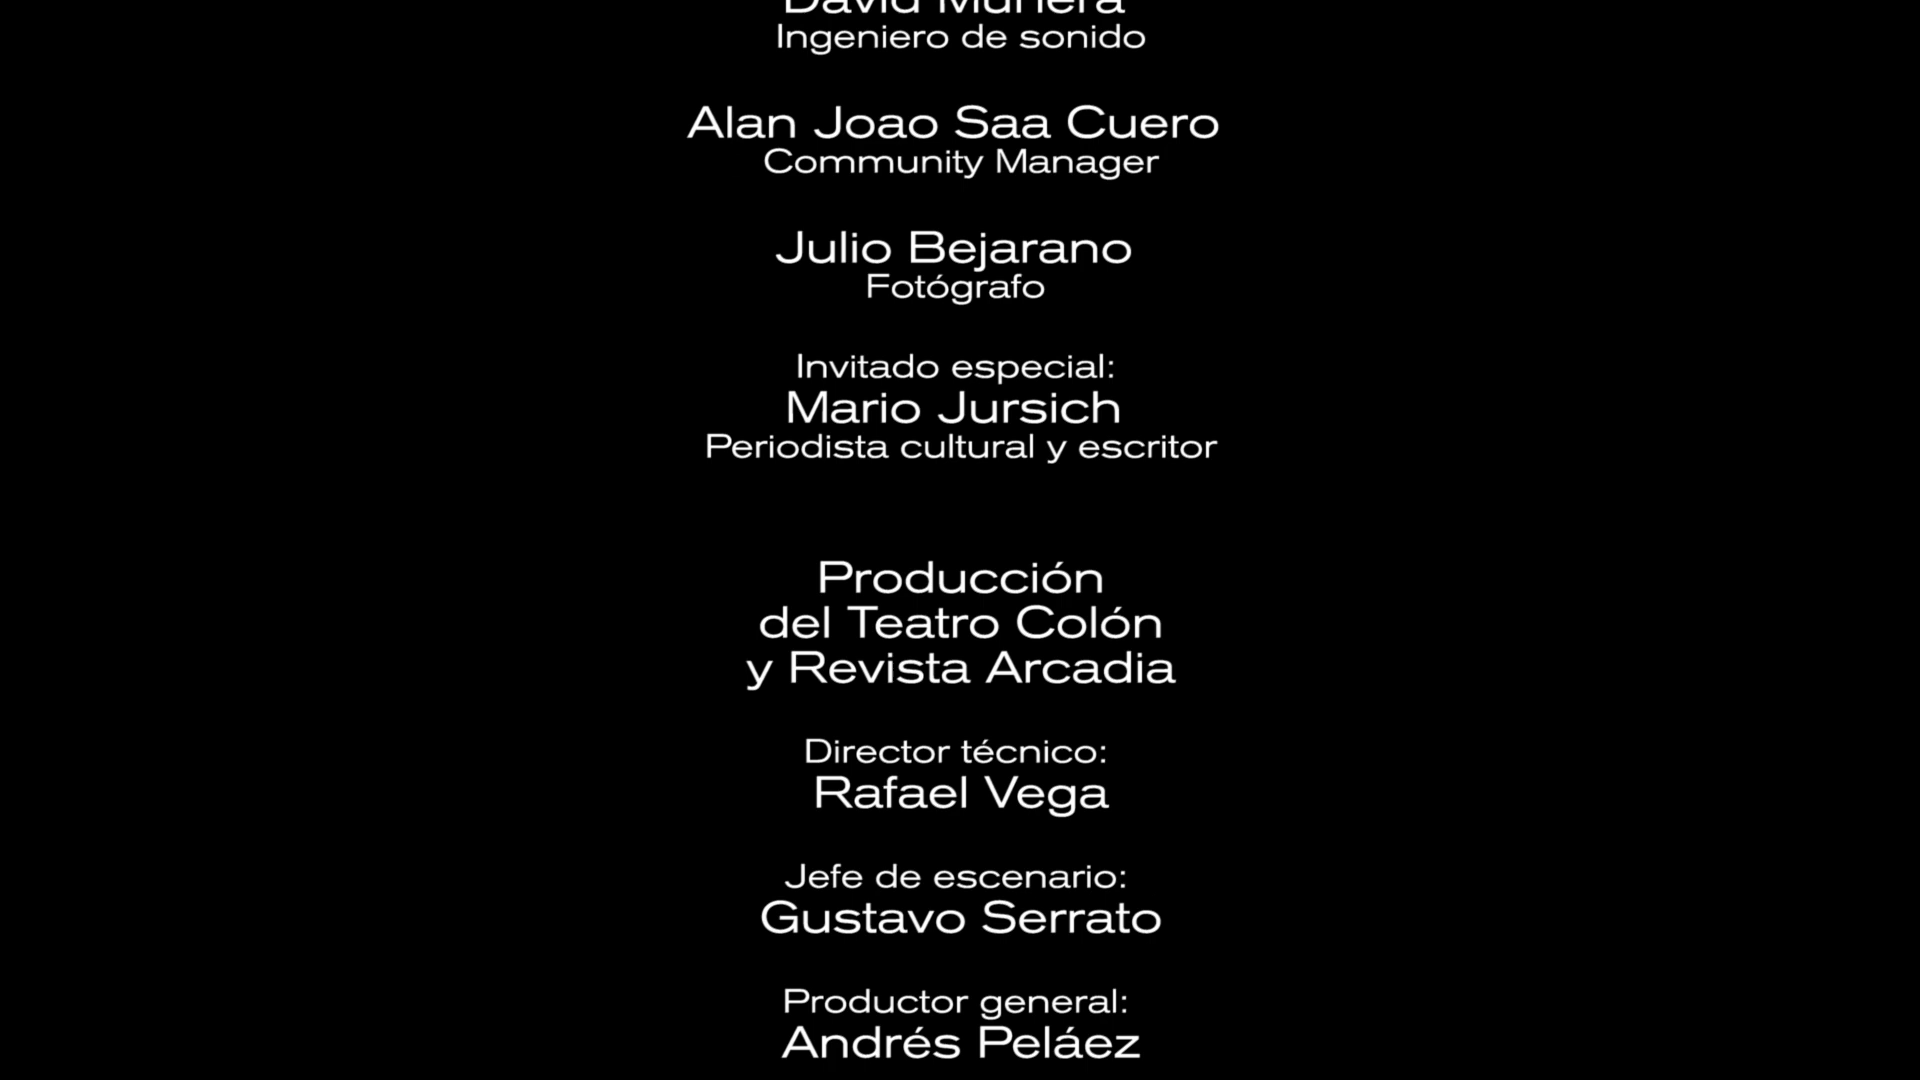 David Múnera
Ingeniero de sonido
Alan Joao Saa Cuero
Community Manager
Julio Bejarano
Fotógrafo
Invitado especial:
Mario Jursich
Periodista cultural y escritor
Producción
del Teatro Colón
y Revista Arcadia
Director técnico:
Rafael Vega
Jefe de escenario:
Gustavo Serrato
Productor general:
Andrés Peláez